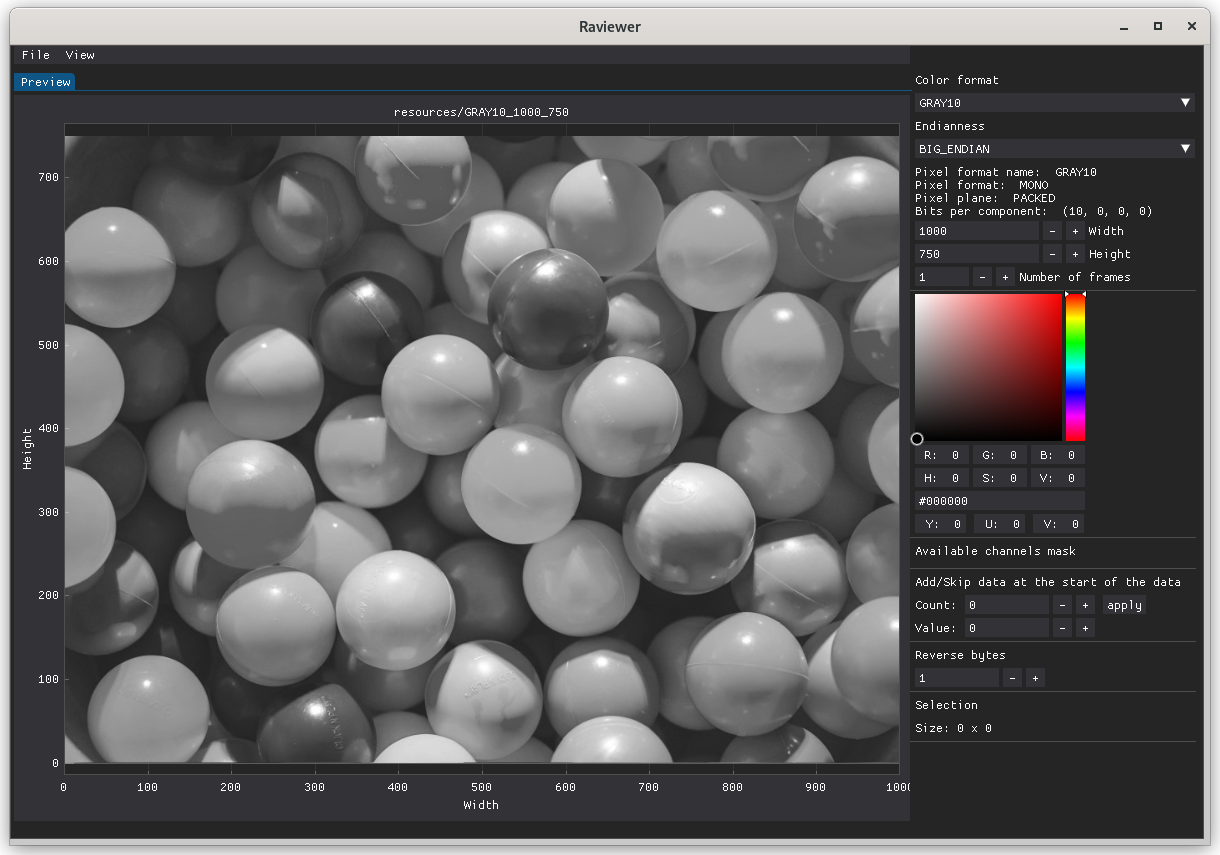 Raviewer
File View
Preview
resources/GRAY10_1000_750
Height
700
600
500
400
300
200
100
0
0 100 200 300 400 500 600 700 800 900 1000
Width
Color format
GRAY10
Endianness
BIG_ENDIAN
Pixel format name: GRAY10
Pixel format: MONO
Pixel plane: PACKED
Bits per component: (10, 0, 0, 0)
1000 - + Width
750 - + Height
1 - + Number of frames
R: 0 G: 0 B: 0
H: 0 S: 0 V: 0
#000000
Y: 0 U: 0 V: 0
Available channels mask
Add/Skip data at the start of the data
Count: 0 - + apply
Value: 0 - +
Reverse bytes
1 - +
Selection
Size: 0 x 0